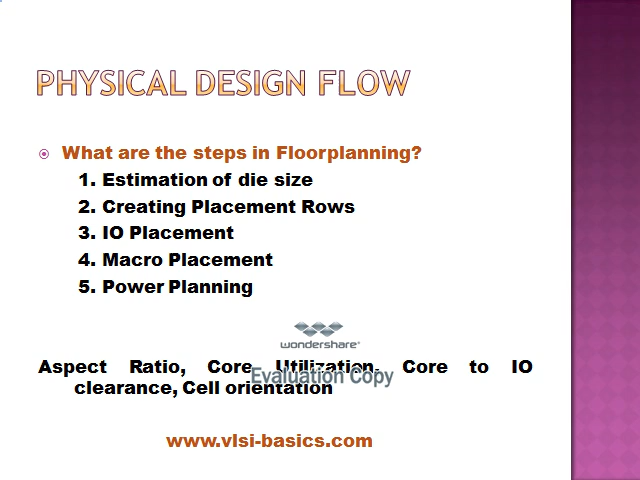 PHYSICAL DESIGN FLOW
What are the steps in Floorplanning?
1. Estimation of die size
2. Creating Placement Rows
3. IO Placement
4. Macro Placement
5. Power Planning
wondershare®
Aspect Ratio, Core Utilization, Core to IO
Evaluation Copy
clearance, Cell orientation
www.vlsi-basics.com